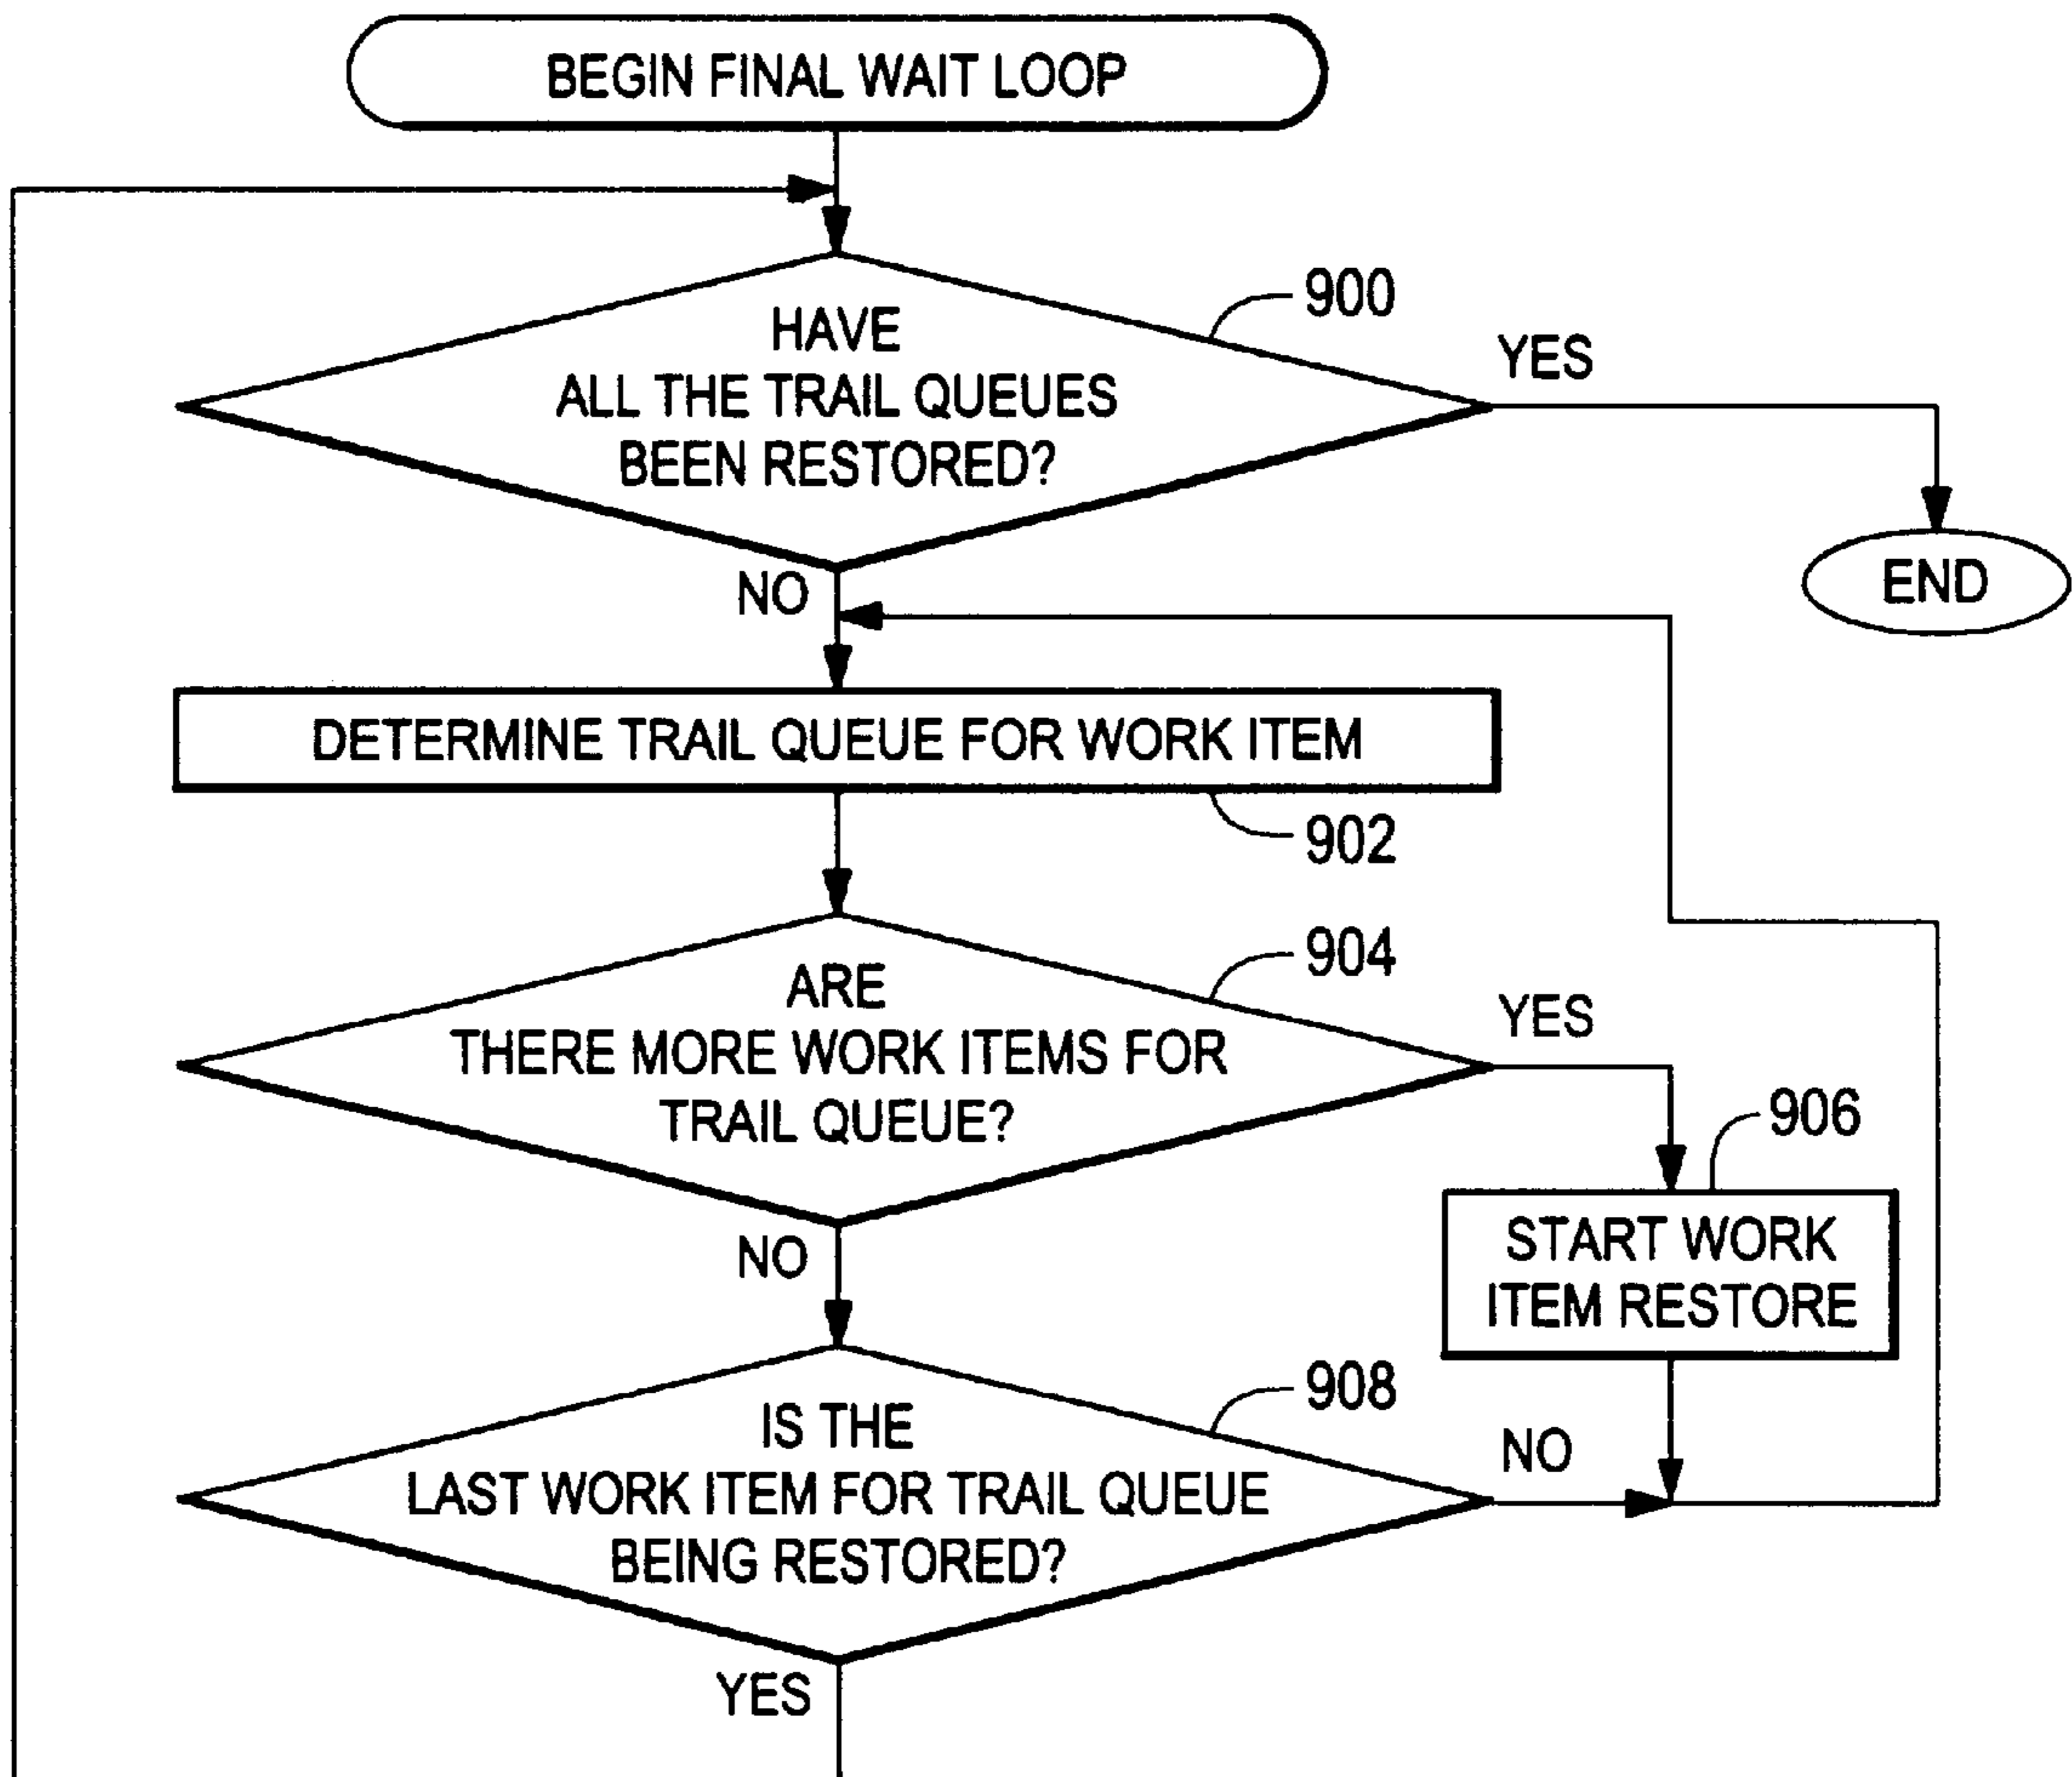 BEGIN FINAL WAIT LOOP
900
HAVE
ALL THE TRAIL QUEUES
BEEN RESTORED?
YES
END
NO
DETERMINE TRAIL QUEUE FOR WORK ITEM
902
904
ARE
THERE MORE WORK ITEMS FOR
TRAIL QUEUE?
YES
906
START WORK
ITEM RESTORE
NO
908
IS THE
LAST WORK ITEM FOR TRAIL QUEUE
BEING RESTORED?
NO
YES